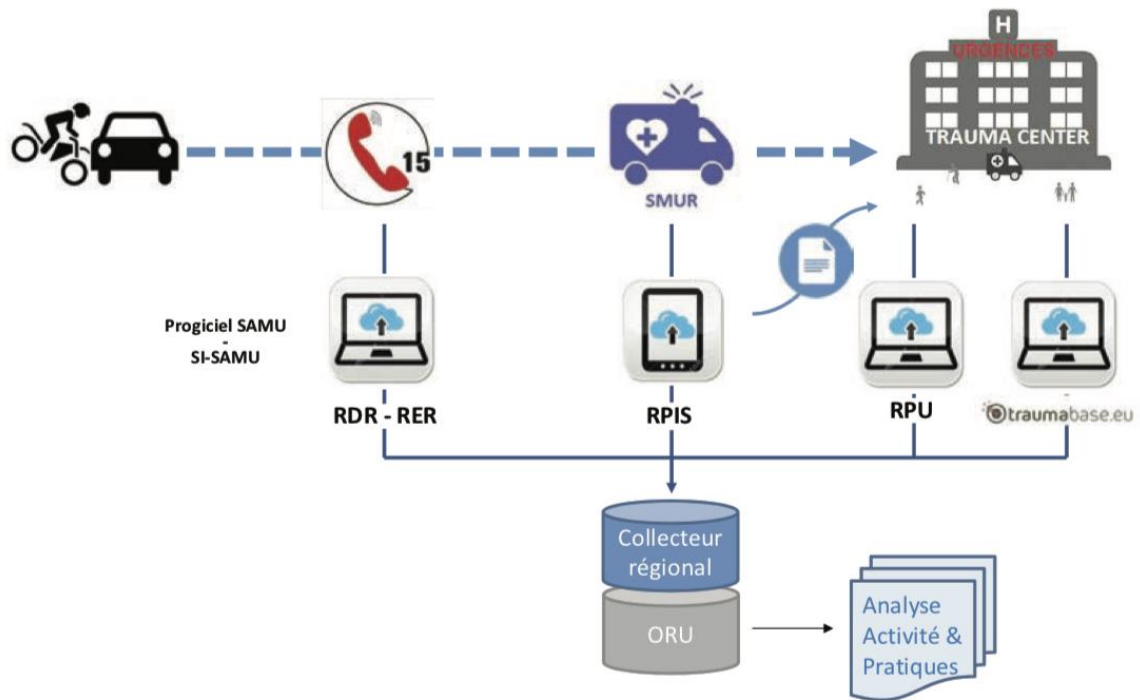 H
URGENCES
TRAUMA CENTER
15
SMUR
Progiciel SAMU
-
SI-SAMU
RDR - RER
RPIS
RPU
traumabase.eu
Collecteur
régional
ORU
Analyse
Activité &
Pratiques